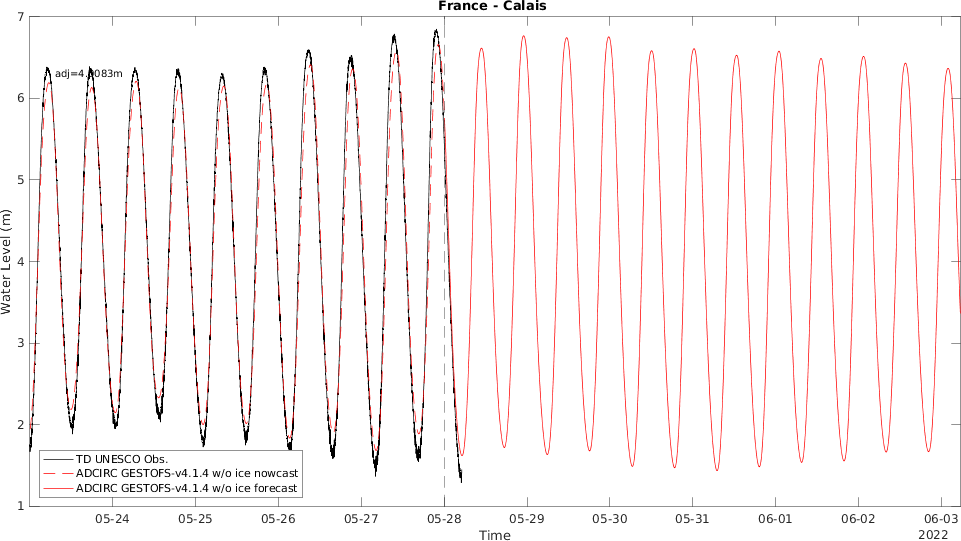 France - Calais
7
adj=4.0083m
6
5
4
3
2
1
Water Level (m)
TD UNESCO Obs.
ADCIRC GESTOFS-v4.1.4 w/o ice nowcast
ADCIRC GESTOFS-v4.1.4 w/o ice forecast
05-24 05-25 05-26 05-27 05-28 05-29 05-30 05-31 06-01 06-02 06-03
Time
2022